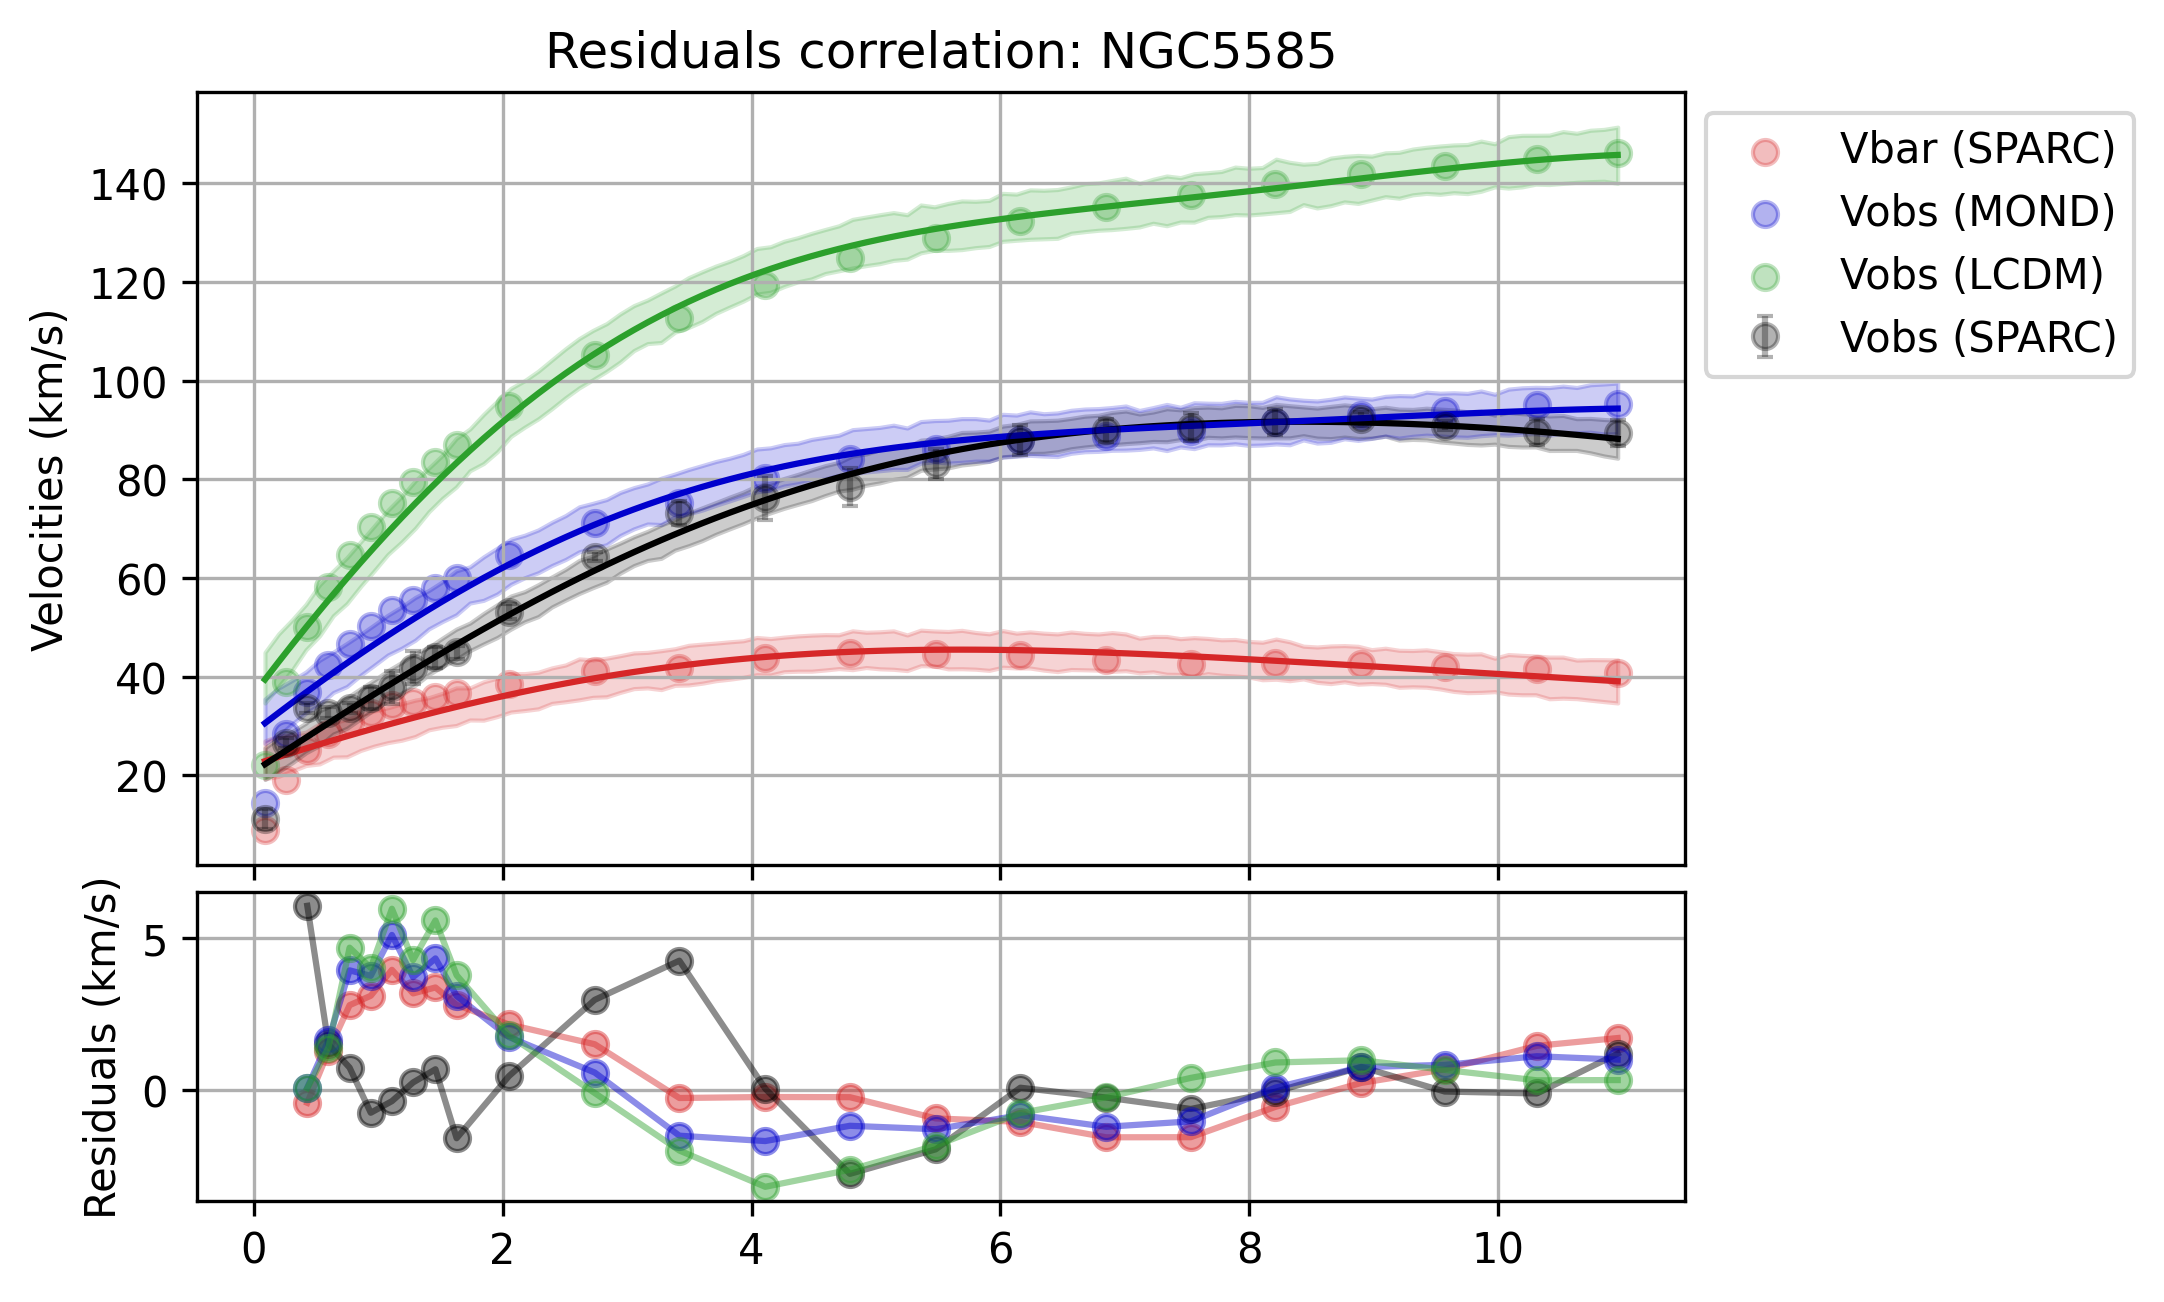 Residuals correlation: NGC5585
Velocities (km/s)
140
120
100
80
60
40
20
Vbar (SPARC)
Vobs (MOND)
Vobs (LCDM)
Vobs (SPARC)
Residuals (km/s)
5
0
0 2 4 6 8 10